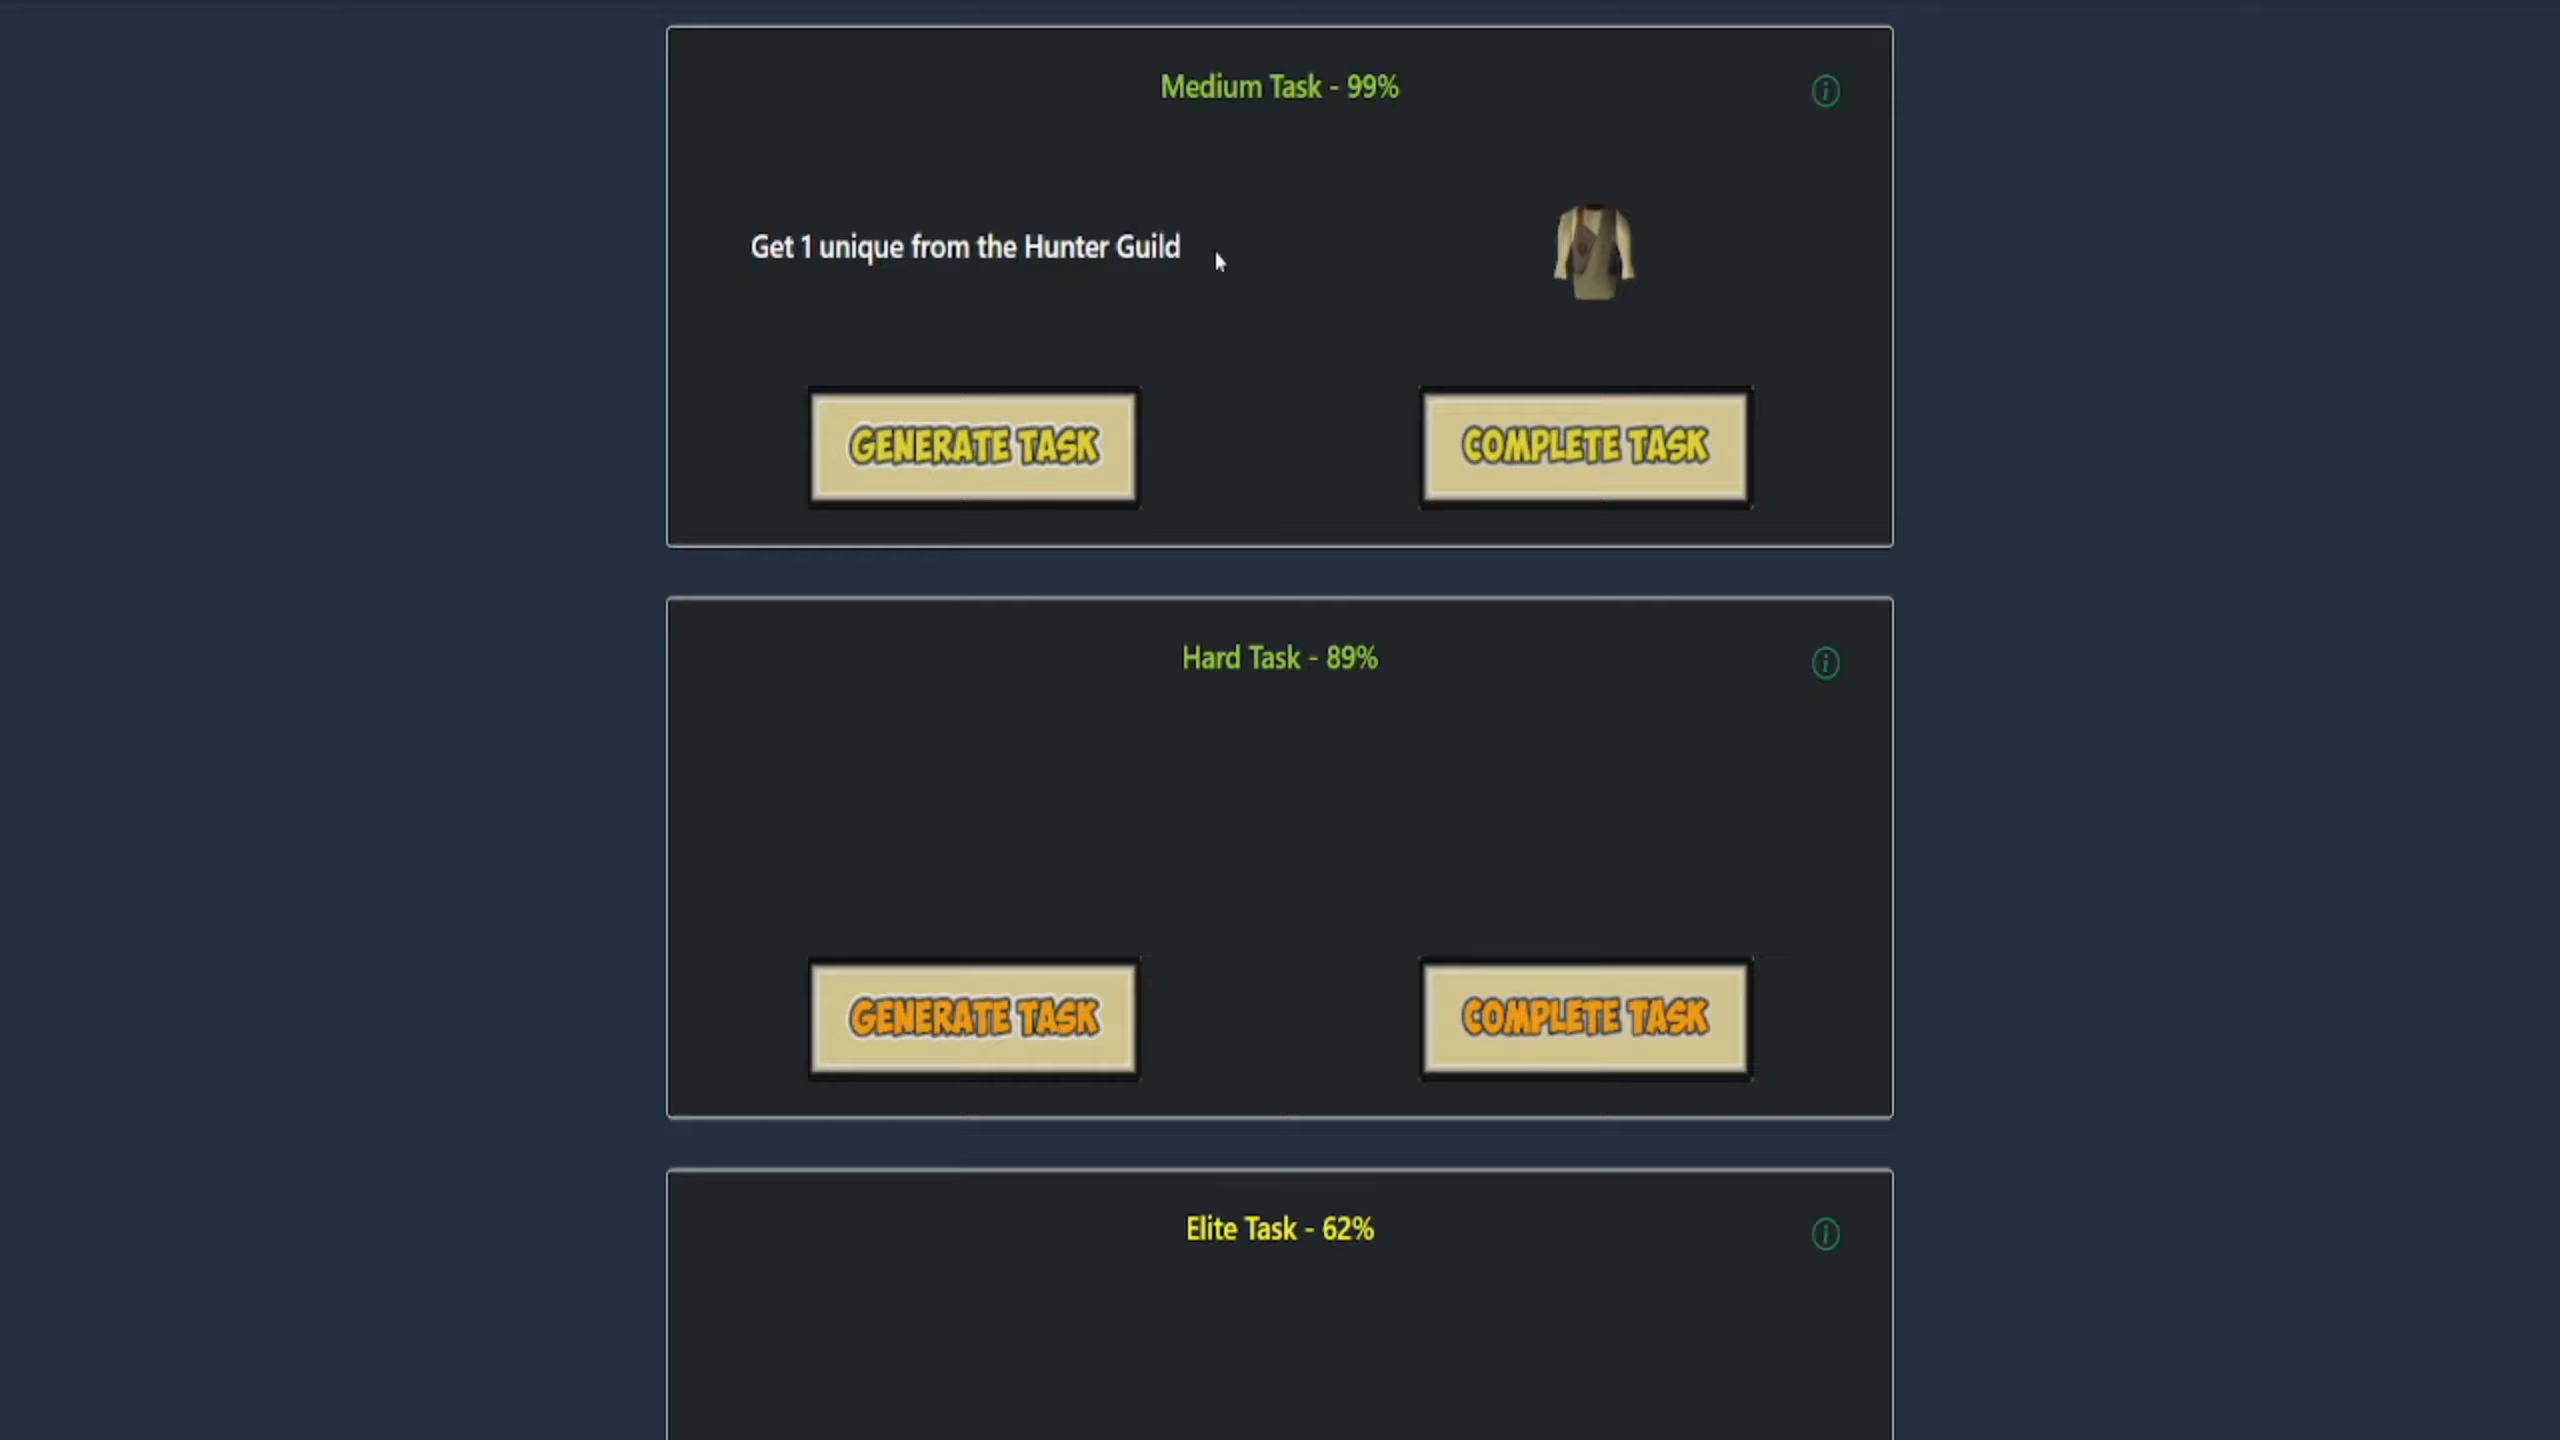 Medium Task - 99%
Get 1 unique from the Hunter Guild
GENERATE TASK
COMPLETE TASK
Hard Task - 89%
GENERATE TASK
COMPLETE TASK
Elite Task - 62%